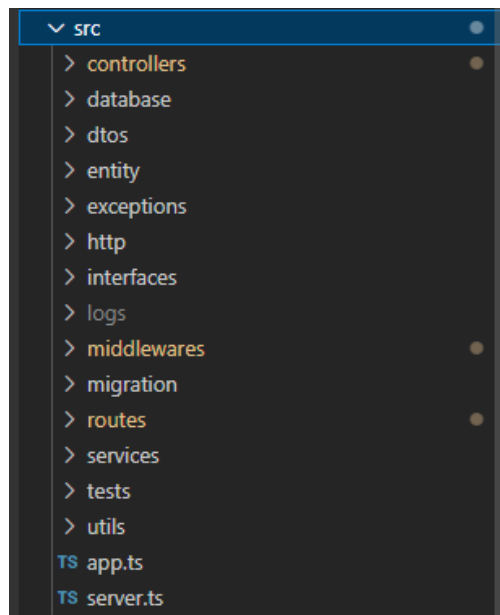 src
controllers
database
dtos
entity
exceptions
http
interfaces
logs
middlewares
migration
routes
services
tests
utils
TS app.ts
TS server.ts